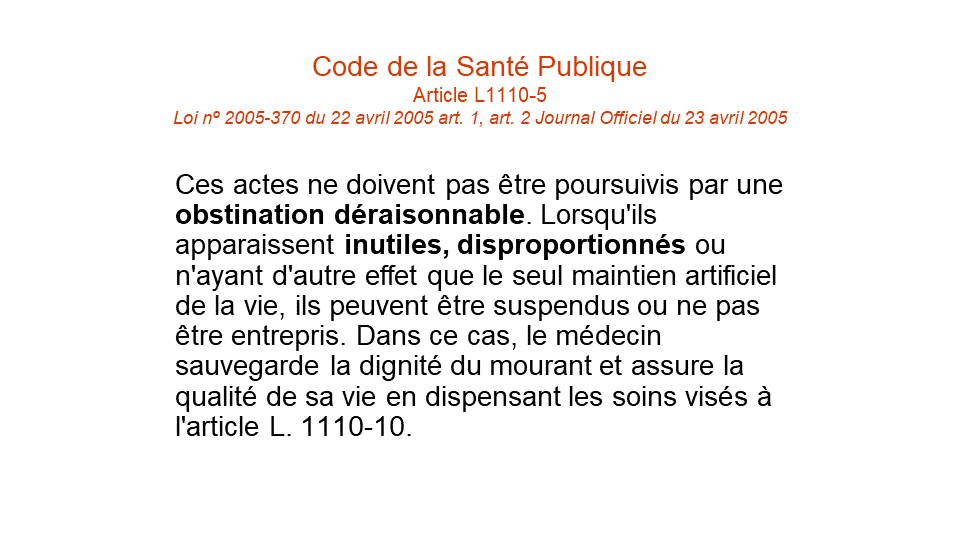 Code de la Santé Publique
Article L1110-5
Loi nº 2005-370 du 22 avril 2005 art. 1, art. 2 Journal Officiel du 23 avril 2005
Ces actes ne doivent pas être poursuivis par une
obstination déraisonnable. Lorsqu'ils
apparaissent inutiles, disproportionnés ou
n'ayant d'autre effet que le seul maintien artificiel
de la vie, ils peuvent être suspendus ou ne pas
être entrepris. Dans ce cas, le médecin
sauvegarde la dignité du mourant et assure la
qualité de sa vie en dispensant les soins visés à
l'article L. 1110-10.